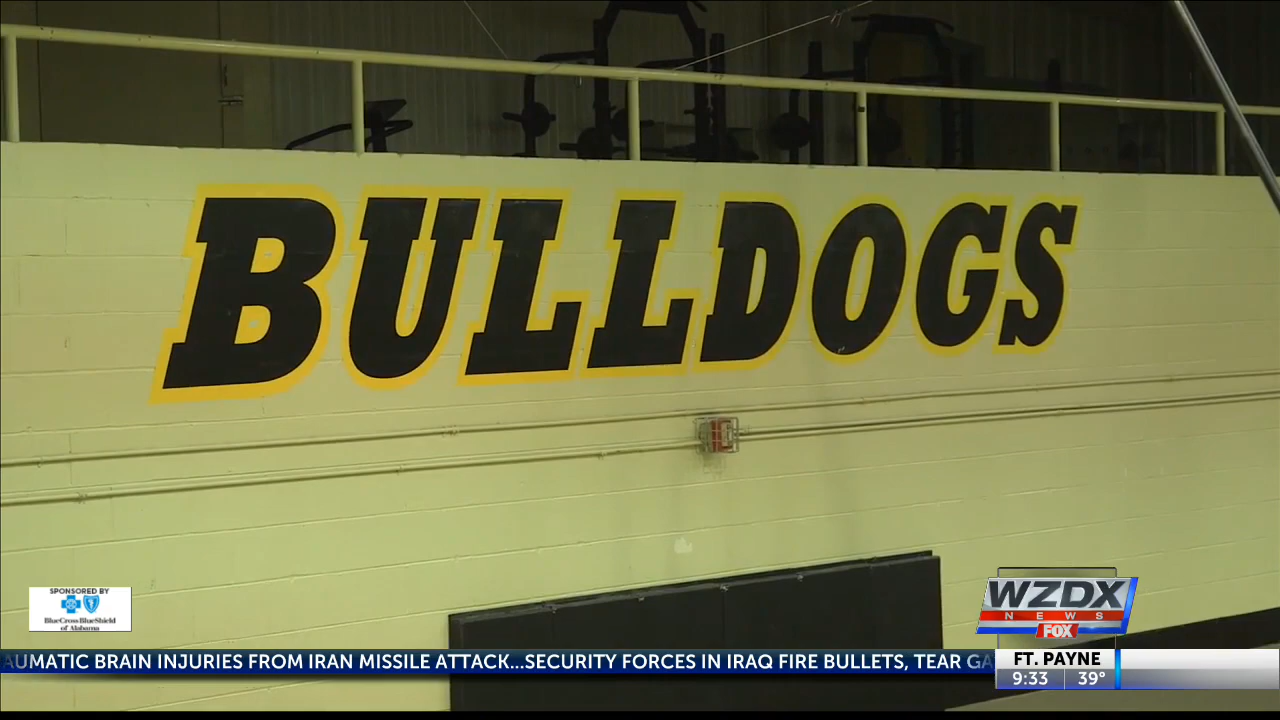 BULLDOGS
SPONSORED BY
BlueCross BlueShield
of Alabama
WZDX
NEWS
FOX
AUMATIC BRAIN INJURIES FROM IRAN MISSILE ATTACK...SECURITY FORCES IN IRAQ FIRE BULLETS, TEAR GA
FT. PAYNE
9:33 39°